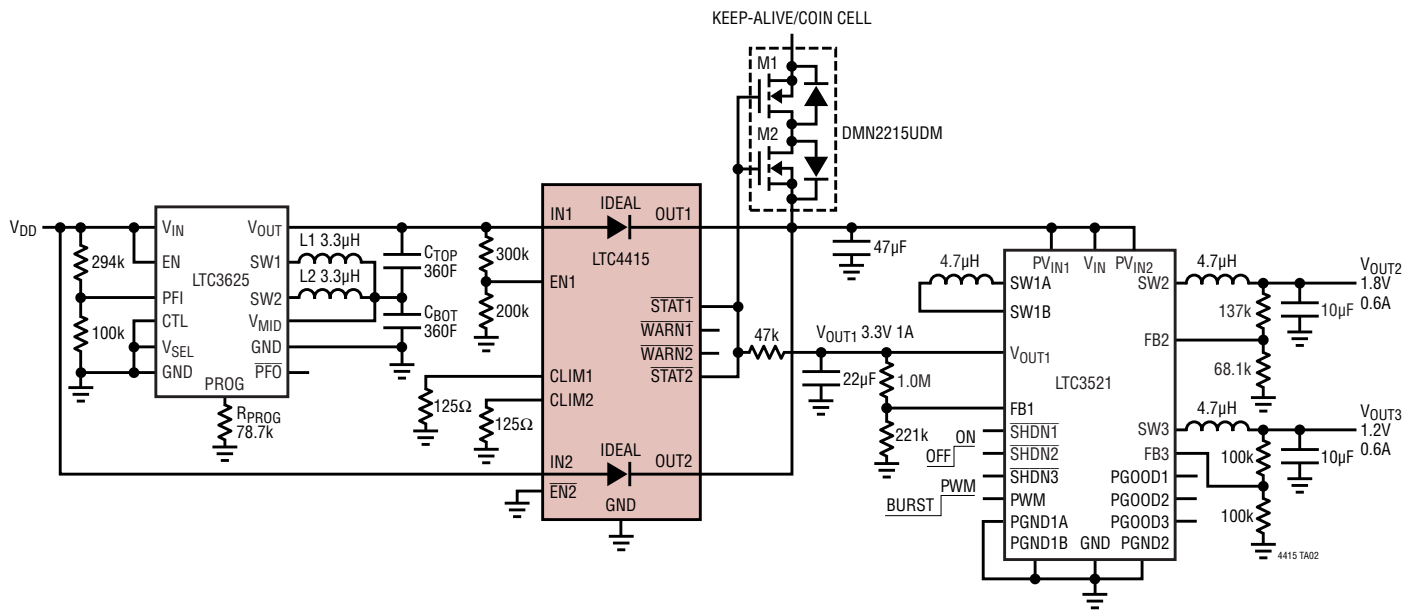 KEEP-ALIVE/COIN CELL
M1
M2
DMN2215UDM
VDD
VIN
EN
PFI
CTL
VSEL
GND
PROG
LTC3625
VOUT
SW1
SW2
VMID
GND
PFO
294k
100k
RPROG
78.7k
L1 3.3µH
L2 3.3µH
CTOP
360F
CBOT
360F
300k
200k
IN1
IDEAL
OUT1
LTC4415
EN1
STAT1
WARN1
WARN2
STAT2
CLIM1
CLIM2
125Ω
125Ω
IN2
IDEAL
OUT2
EN2
GND
47k
47µF
VOUT1 3.3V 1A
22µF
1.0M
221k
4.7µH
PVIN1
VIN
PVIN2
SW1A
SW1B
VOUT1
LTC3521
FB1
SHDN1
SHDN2
SHDN3
PWM
PGND1A
PGND1B
GND
PGND2
ON
OFF
PWM
BURST
SW2
FB2
SW3
FB3
PGOOD1
PGOOD2
PGOOD3
4.7µH
137k
68.1k
10µF
VOUT2
1.8V
0.6A
4.7µH
100k
100k
10µF
VOUT3
1.2V
0.6A
4415 TA02